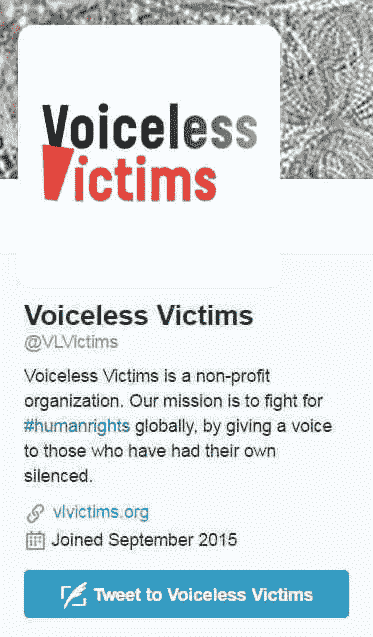 Voiceless
Victims
Voiceless Victims
@VLVictims
Voiceless Victims is a non-profit
organization. Our mission is to fight for
#humanrights globally, by giving a voice
to those who have had their own
silenced.
vlvictims.org
Joined September 2015
Tweet to Voiceless Victims